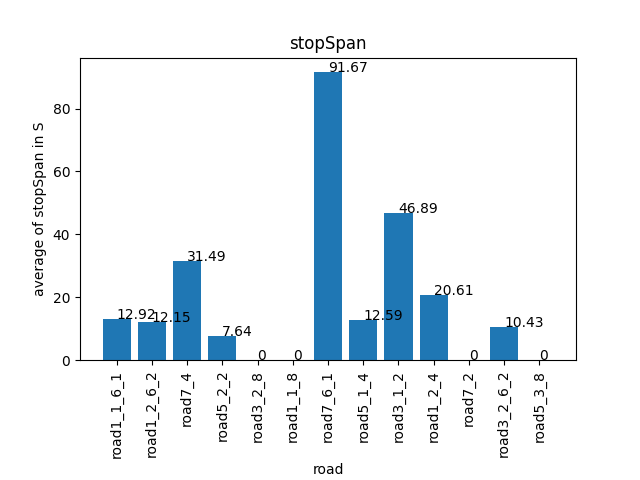 stopSpan
average of stopSpan in S
80
60
40
20
0
12.92
12.15
31.49
7.64
0
0
91.67
12.59
46.89
20.61
0
10.43
0
road1_1_6_1
road1_2_6_2
road7_4
road5_2_2
road3_2_8
road1_1_8
road7_6_1
road5_1_4
road3_1_2
road1_2_4
road7_2
road3_2_6_2
road5_3_8
road